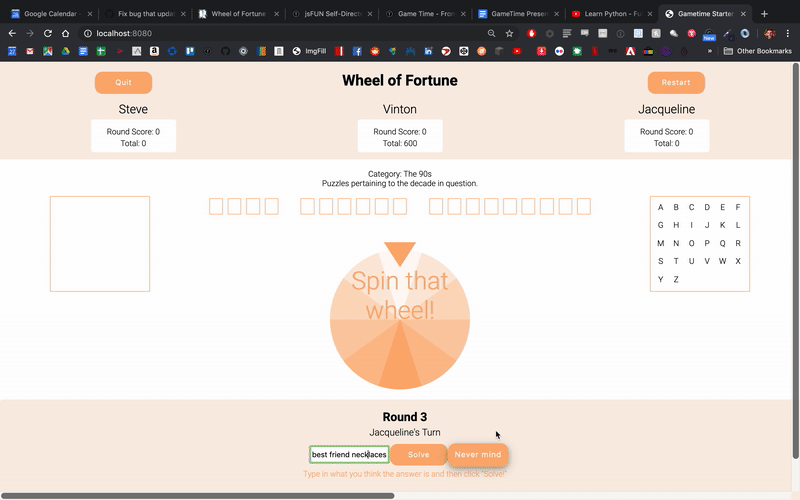 Google Calendar -
Fix bug that updat
Wheel of Fortune
jsFUN Self-Direct
Game Time - Fron
GameTime Presen
Learn Python - Fu
Gametime Starter
localhost:8080
New
ImgFill
Other Bookmarks
Quit
Wheel of Fortune
Restart
Steve
Vinton
Jacqueline
Round Score: 0
Total: 0
Round Score: 0
Total: 600
Round Score: 0
Total: 0
Category: The 90s
Puzzles pertaining to the decade in question.
A B C D E F
G H I J K L
M N O P Q R
S T U V W X
Y Z
Spin that
wheel!
Round 3
Jacqueline's Turn
best friend necklaces
Solve
Never mind
Type in what you think the answer is and then click "Solve!"